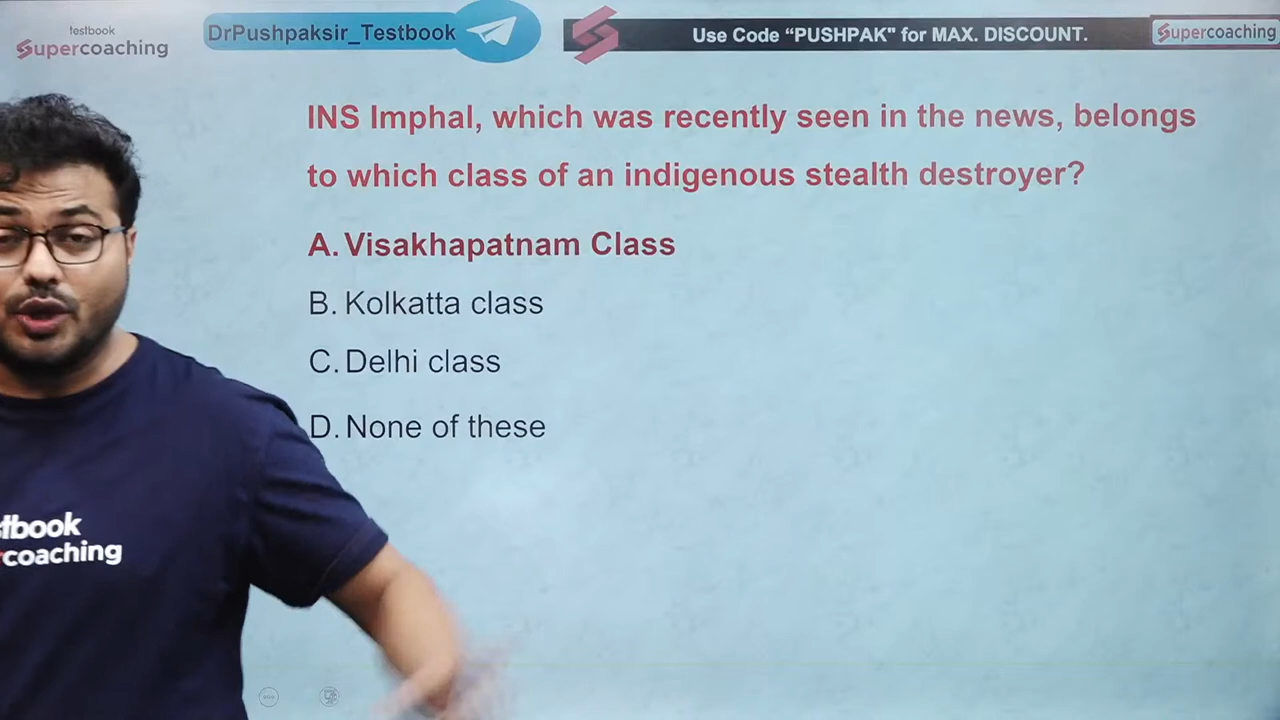 testbook
Supercoaching
DrPushpaksir_Testbook
Use Code “PUSHPAK" for MAX. DISCOUNT.
Supercoaching
INS Imphal, which was recently seen in the news, belongs
to which class of an indigenous stealth destroyer?
A. Visakhapatnam Class
B. Kolkatta class
C. Delhi class
D. None of these
tbook
coaching